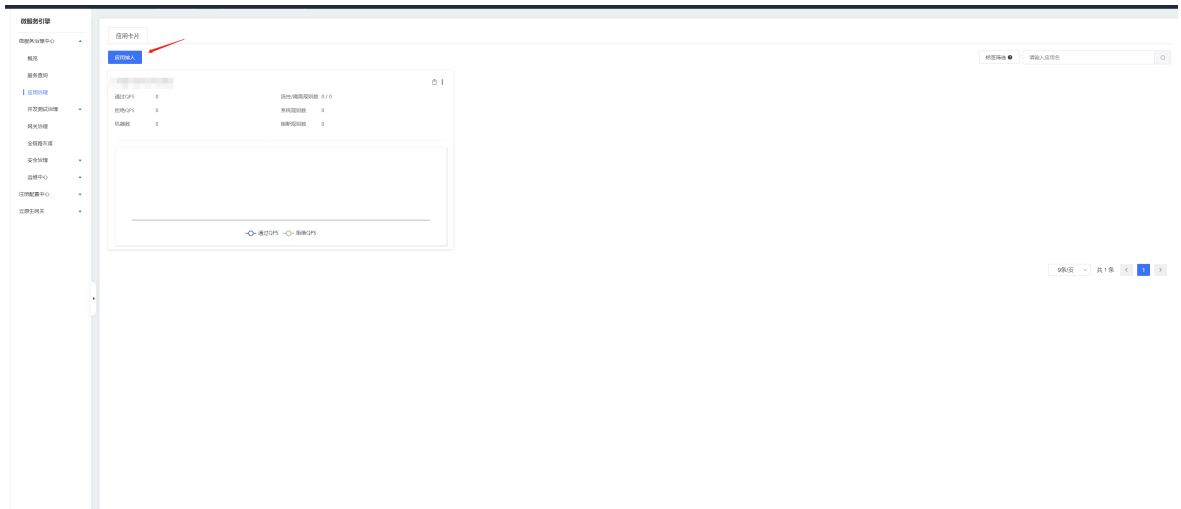 微服务引擎
微服务治理中心
概览
服务查询
应用治理
开发测试治理
网关治理
全链路灰度
安全治理
运维中心
注册配置中心
云原生网关
应用卡片
应用接入
标签筛选
请输入应用名
通过QPS 0
流控/隔离规则数 0 / 0
拒绝QPS 0
系统规则数 0
机器数 0
熔断规则数 0
通过QPS 拒绝QPS
9条/页 共 1 条 1